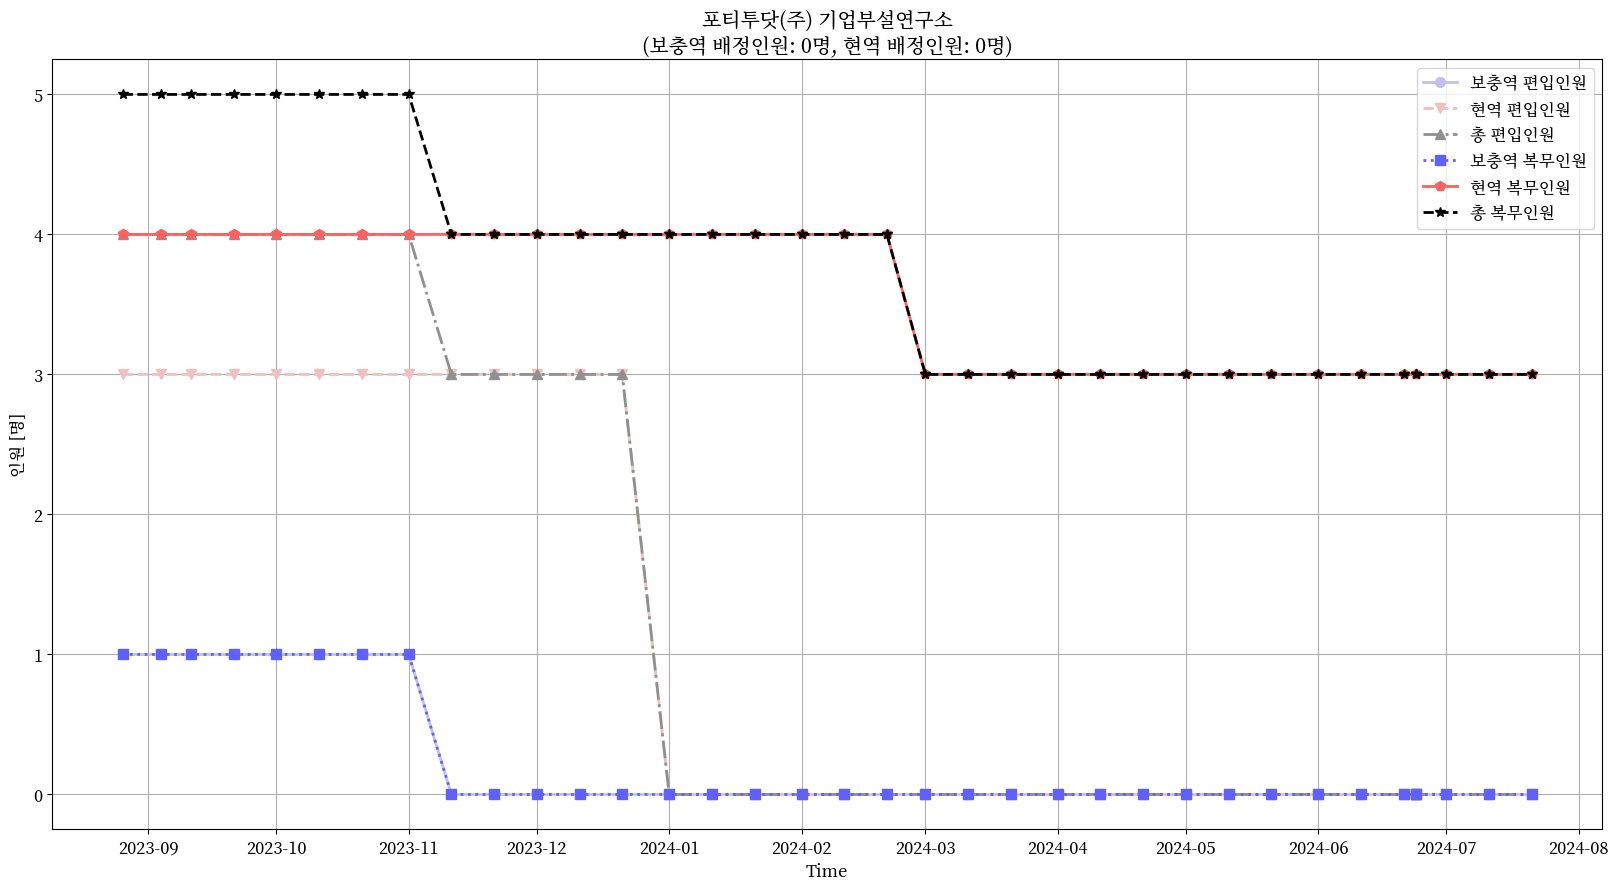 포티투닷(주) 기업부설연구소
(보충역 배정인원: 0명, 현역 배정인원: 0명)
보충역 편입인원
현역 편입인원
총 편입인원
보충역 복무인원
현역 복무인원
총 복무인원
인원 [명]
5
4
3
2
1
0
2023-09
2023-10
2023-11
2023-12
2024-01
2024-02
2024-03
2024-04
2024-05
2024-06
2024-07
2024-08
Time